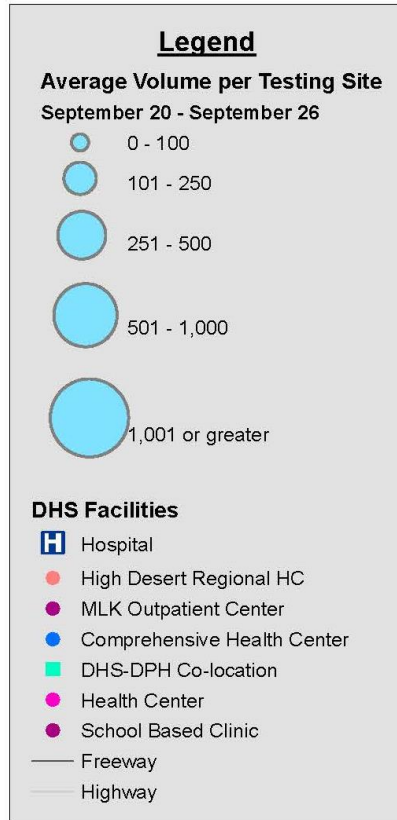 Legend
Average Volume per Testing Site
September 20 - September 26
0 - 100
101 - 250
251 - 500
501 - 1,000
1,001 or greater
DHS Facilities
H Hospital
High Desert Regional HC
MLK Outpatient Center
Comprehensive Health Center
DHS-DPH Co-location
Health Center
School Based Clinic
Freeway
Highway